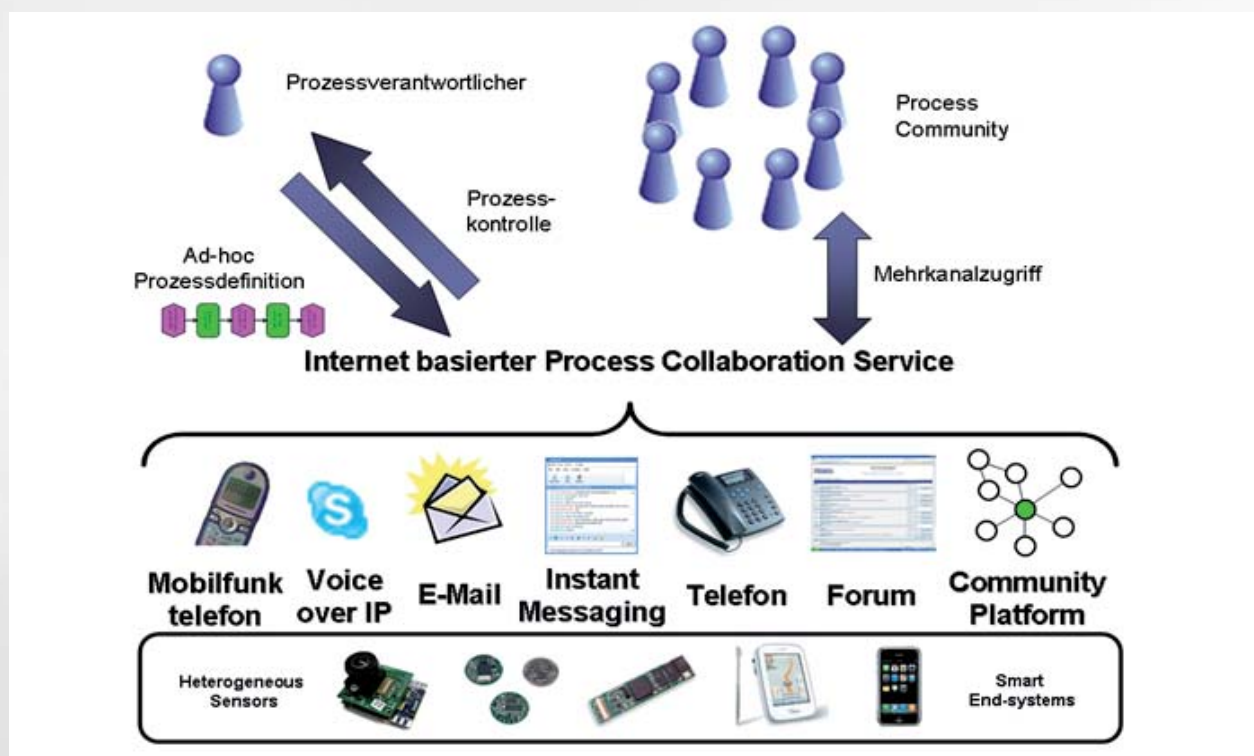 Prozessverantwortlicher
Process
Community
Prozess-
kontrolle
Ad-hoc
Prozessdefinition
Mehrkanalzugriff
Internet basierter Process Collaboration Service
S
Mobilfunk
telefon
Voice
over IP
E-Mail
Instant
Messaging
Telefon
Forum
Community
Platform
Heterogeneous
Sensors
Smart
End-systems